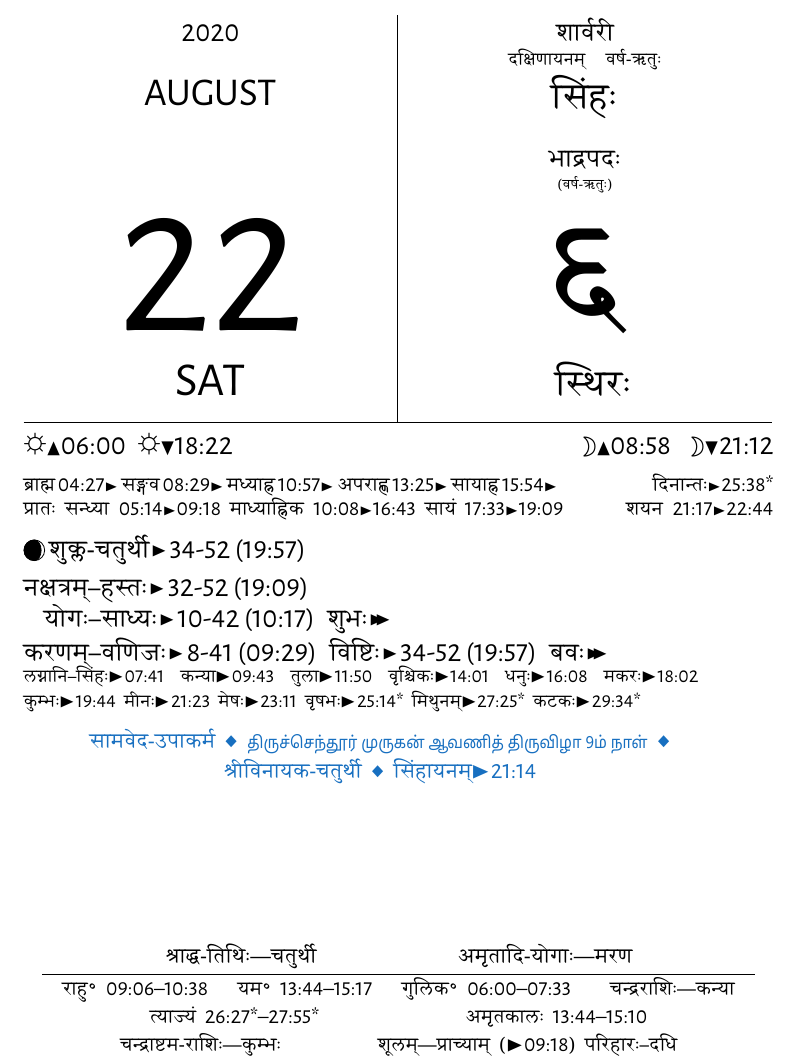 2020
AUGUST
22
SAT
शार्वरी
दक्षिणायनम् वर्ष-ऋतुः
सिंहः
भाद्रपदः
(वर्ष-ऋतुः)
६
स्थिरः
☼▲06:00 ☼▼18:22
☽▲08:58 ☽▼21:12
ब्राह्म 04:27► सङ्गव 08:29► मध्याह्न 10:57► अपराह्ण 13:25► सायाह्न 15:54► दिनान्तः►25:38*
प्रातः सन्ध्या 05:14►09:18 माध्याह्निक 10:08►16:43 सायं 17:33►19:09 शयन 21:17►22:44
शुक्ल-चतुर्थी►34-52 (19:57)
नक्षत्रम्–हस्तः►32-52 (19:09)
योगः–साध्यः►10-42 (10:17) शुभः►►
करणम्–वणिजः►8-41 (09:29) विष्टिः►34-52 (19:57) बवः►►
लग्नानि–सिंहः►07:41 कन्या►09:43 तुला►11:50 वृश्चिकः►14:01 धनुः►16:08 मकरः►18:02
कुम्भः►19:44 मीनः►21:23 मेषः►23:11 वृषभः►25:14* मिथुनम्►27:25* कटकः►29:34*
सामवेद-उपाकर्म ◆ திருச்செந்தூர் முருகன் ஆவணித் திருவிழா 9ம் நாள் ◆
श्रीविनायक-चतुर्थी ◆ सिंहायनम्►21:14
श्राद्ध-तिथिः—चतुर्थी अमृतादि-योगाः—मरण
राहु° 09:06–10:38 यम° 13:44–15:17 गुलिक° 06:00–07:33 चन्द्रराशिः—कन्या
त्याज्यं 26:27*–27:55* अमृतकालः 13:44–15:10
चन्द्राष्टम-राशिः—कुम्भः शूलम्—प्राच्याम् (►09:18) परिहारः–दधि